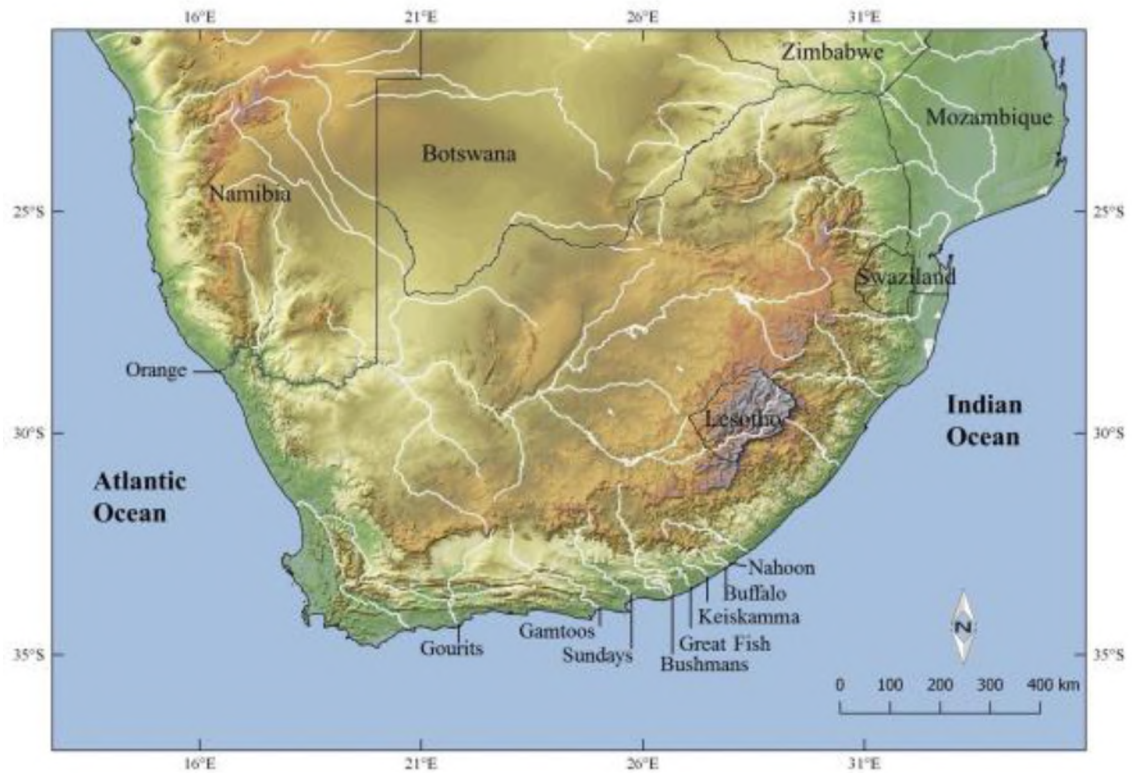 16°E 21°E 26°E 31°E
Zimbabwe
Mozambique
Botswana
Namibia
25°S 25°S
Swaziland
Orange
Indian
Ocean
Lesotho
30°S 30°S
Atlantic
Ocean
Nahoon
Buffalo
Keiskamma
Gamtoos
Great Fish
Gourits
Sundays
Bushmans
35°S 35°S
N
0 100 200 300 400 km
16°E 21°E 26°E 31°E